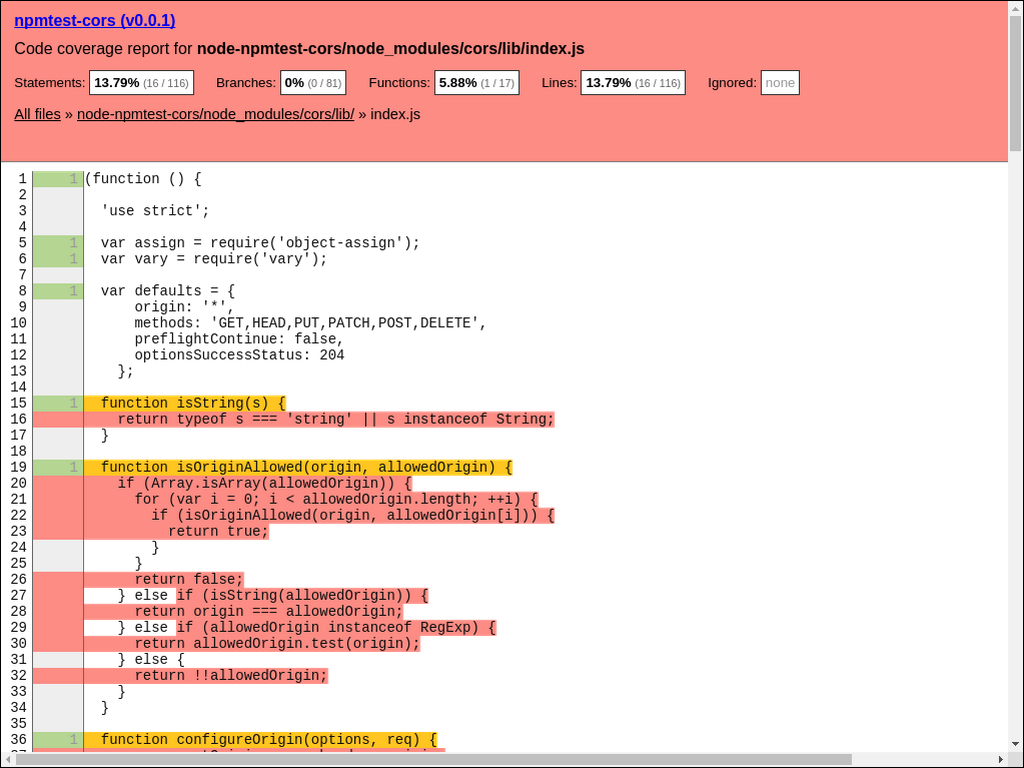 npmtest-cors (v0.0.1)
Code coverage report for node-npmtest-cors/node_modules/cors/lib/index.js
Statements: 13.79% (16 / 116) Branches: 0% (0 / 81) Functions: 5.88% (1 / 17) Lines: 13.79% (16 / 116) Ignored: none
All files » node-npmtest-cors/node_modules/cors/lib/ » index.js
1 1 (function () {
2
3 'use strict';
4
5 1 var assign = require('object-assign');
6 1 var vary = require('vary');
7
8 1 var defaults = {
9 origin: '*',
10 methods: 'GET,HEAD,PUT,PATCH,POST,DELETE',
11 preflightContinue: false,
12 optionsSuccessStatus: 204
13 };
14
15 1 function isString(s) {
16 return typeof s === 'string' || s instanceof String;
17 }
18
19 1 function isOriginAllowed(origin, allowedOrigin) {
20 if (Array.isArray(allowedOrigin)) {
21 for (var i = 0; i < allowedOrigin.length; ++i) {
22 if (isOriginAllowed(origin, allowedOrigin[i])) {
23 return true;
24 }
25 }
26 return false;
27 } else if (isString(allowedOrigin)) {
28 return origin === allowedOrigin;
29 } else if (allowedOrigin instanceof RegExp) {
30 return allowedOrigin.test(origin);
31 } else {
32 return !!allowedOrigin;
33 }
34 }
35
36 1 function configureOrigin(options, req) {